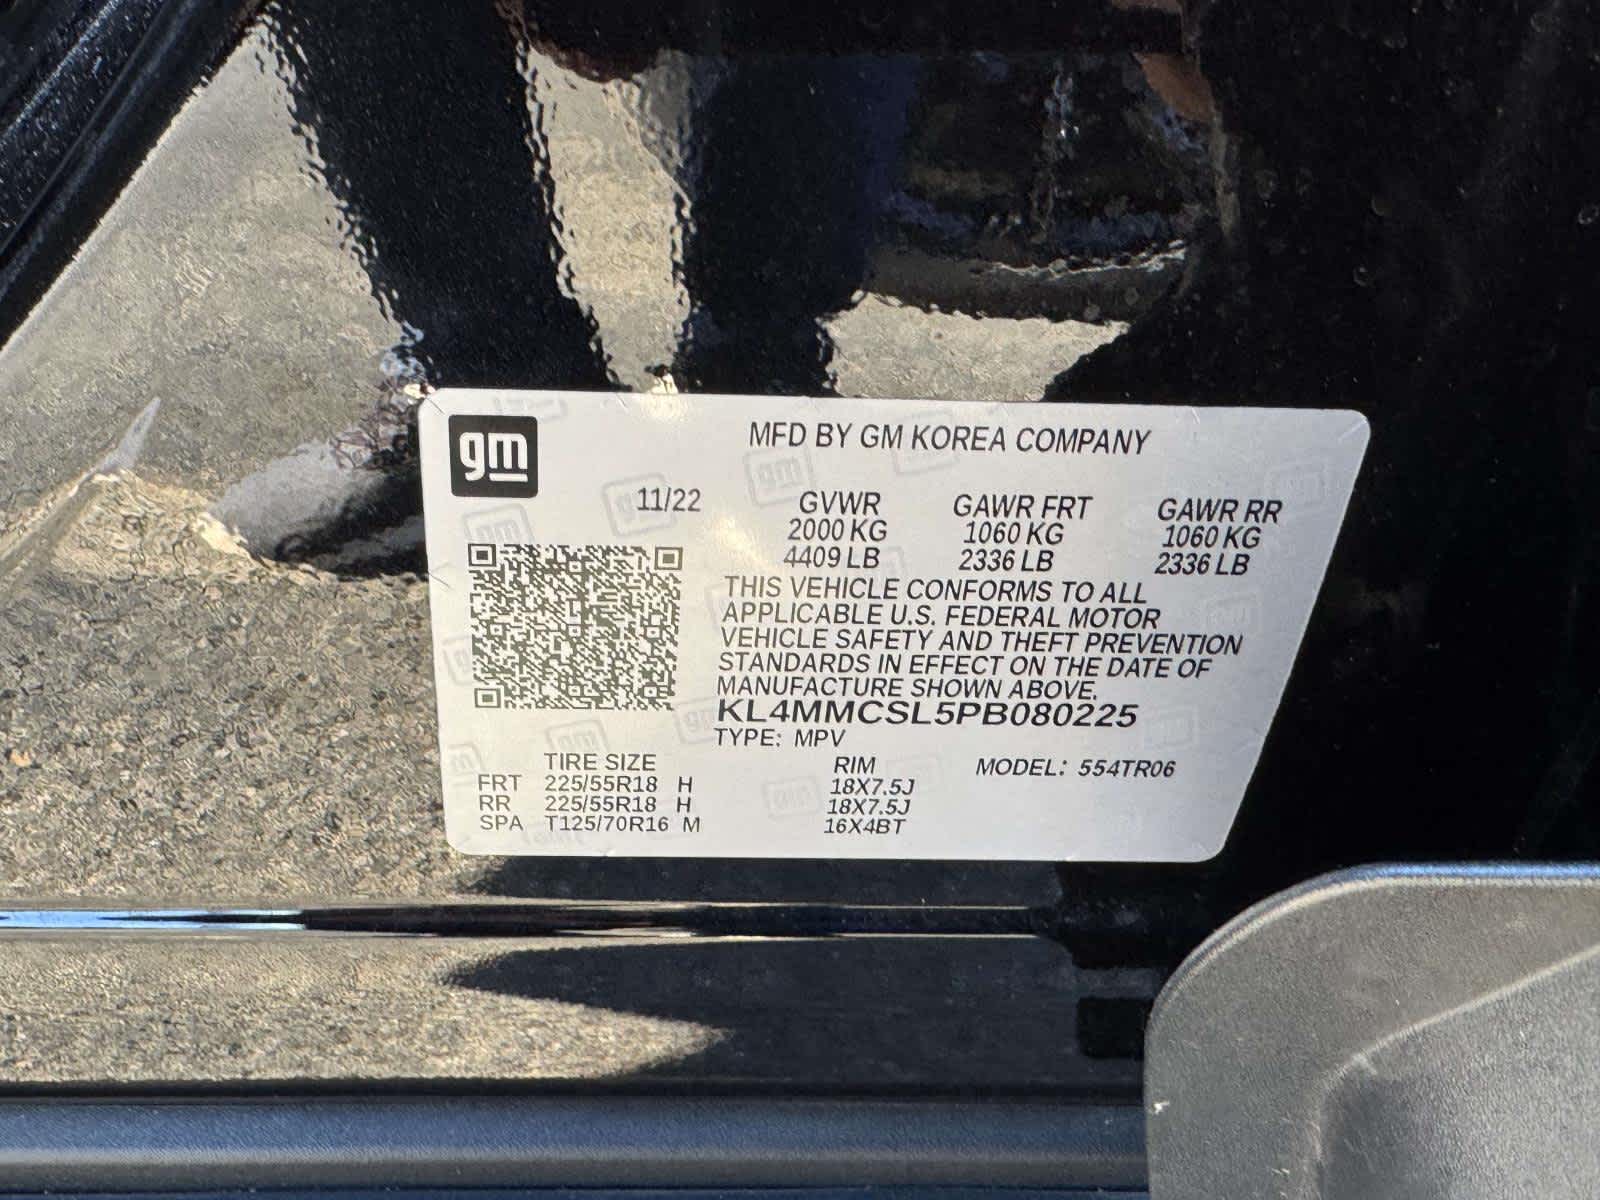 gm
MFD BY GM KOREA COMPANY
11/22 GVWR GAWR FRT GAWR RR
2000 KG 1060 KG 1060 KG
4409 LB 2336 LB 2336 LB
THIS VEHICLE CONFORMS TO ALL
APPLICABLE U.S. FEDERAL MOTOR
VEHICLE SAFETY AND THEFT PREVENTION
STANDARDS IN EFFECT ON THE DATE OF
MANUFACTURE SHOWN ABOVE.
KL4MMCSL5PB080225
TYPE: MPV
TIRE SIZE RIM MODEL: 554TR06
FRT 225/55R18 H 18X7.5J
RR 225/55R18 H 18X7.5J
SPA T125/70R16 M 16X4BT